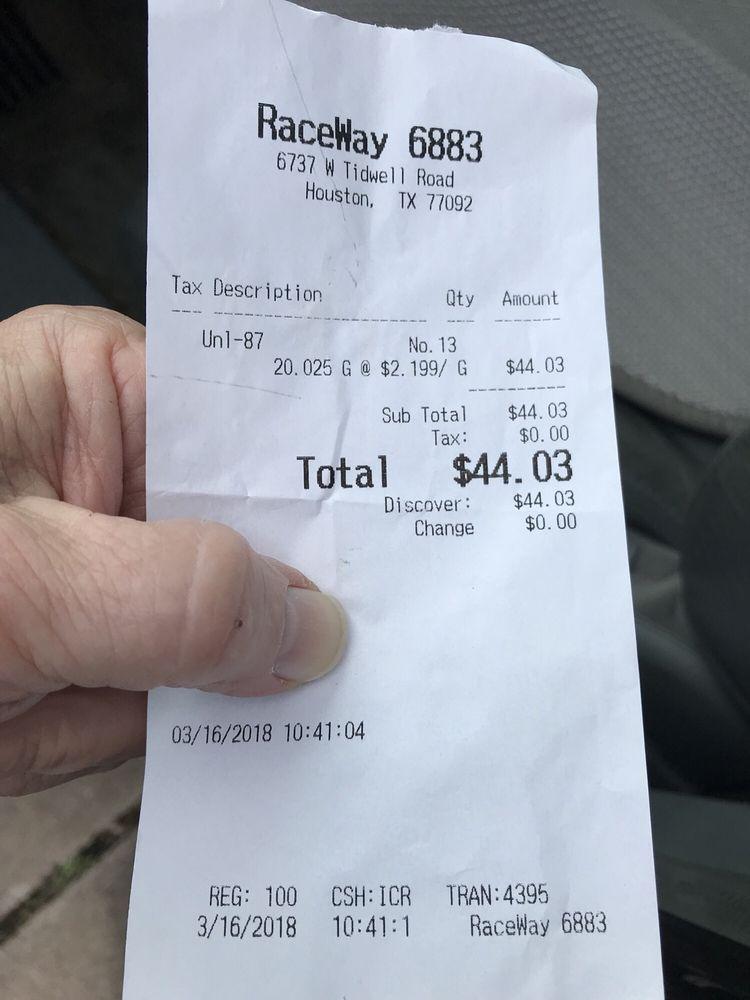 RaceWay 6883
6737 W Tidwell Road
Houston, TX 77092
Tax Description Qty Amount
Unl-87 No. 13
20.025 G @ $2.199/ G $44.03
Sub Total $44.03
Tax: $0.00
Total $44.03
Discover: $44.03
Change $0.00
03/16/2018 10:41:04
REG: 100 CSH:ICR TRAN:4395
3/16/2018 10:41:1 RaceWay 6883